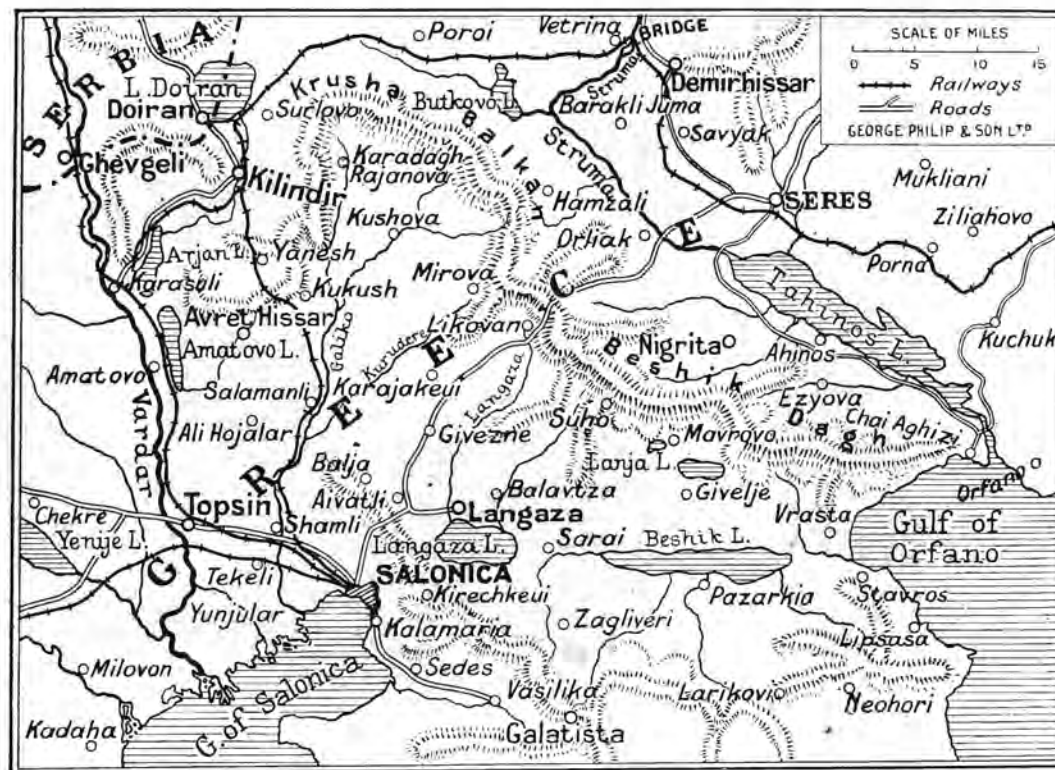 SERBIA
GREECE
Poroi
Vetrina
BRIDGE
Struma
Demirhissar
SCALE OF MILES
0 5 10 15
Railways
Roads
GEORGE PHILIP & SON LTD
L. Doiran
Doiran
Surlovo
Krusha Balkan
Butkovo L.
Barakli Juma
Savyak
Ghevgeli
Kilindir
Karadagh
Rajanova
Struma
Hamzali
SERES
Mukliani
Ziliahovo
Kushova
Orliak
Porna
Arjan L.
Yanesh
Karasuli
Kukush
Mirova
Tahinos L.
Avret Hissar
Amatovo L.
Galiko
Likovan
Kurudere
Nigrita
Ahinos
Kuchuk
Amatovo
Vardar
Salamanli
Karajakeui
Langaza
Beshik Dagh
Ezyova
Ali Hojalar
Givezne
Suho
Mavrovo
Chai Aghizi
Balja
Aivatli
Lanja L.
Orfano
Chekre
Topsin
Shamli
Langaza
Balavtza
Givelje
Vrasta
Gulf of
Orfano
Yenije L.
Langaza L.
Sarai
Beshik L.
Tekeli
SALONICA
Kirechkeui
Pazarkia
Stavros
Yunjular
Kalamaria
Zagliveri
Lipsasa
Milovon
G. of Salonica
Sedes
Vasilika
Larikovi
Neohori
Kadaha
Galatista